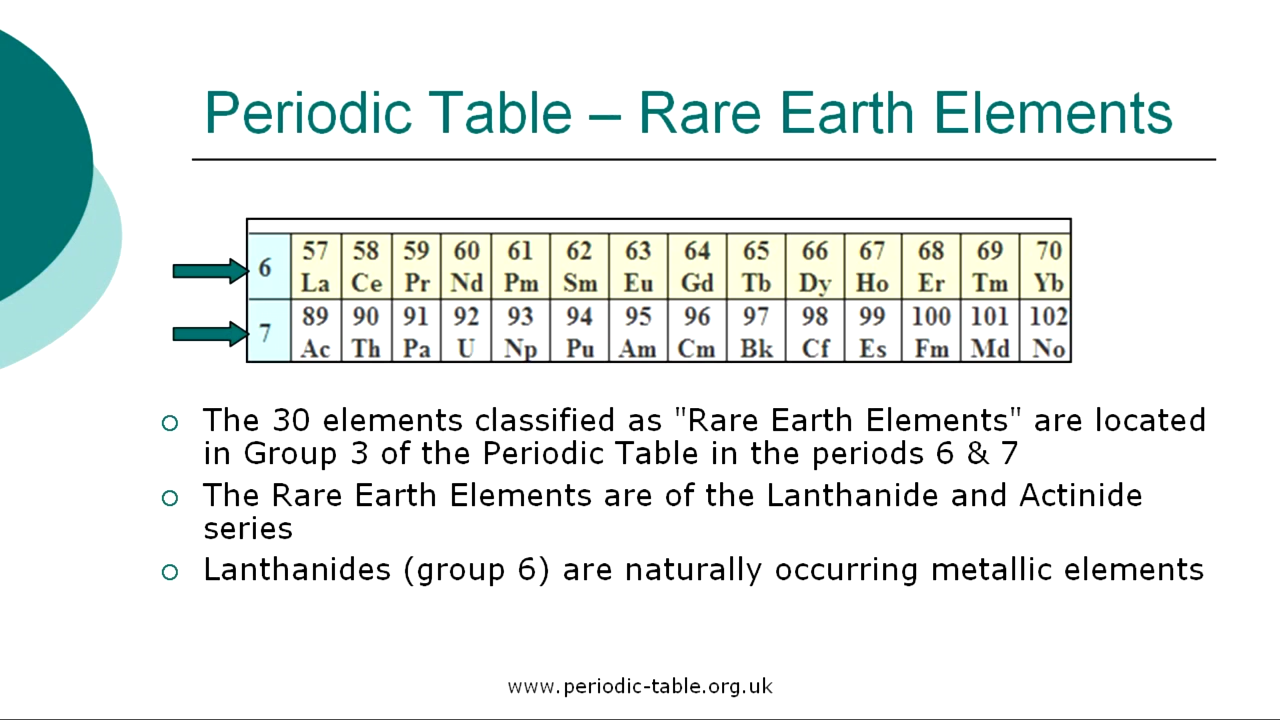 Periodic Table – Rare Earth Elements
6 57 58 59 60 61 62 63 64 65 66 67 68 69 70
La Ce Pr Nd Pm Sm Eu Gd Tb Dy Ho Er Tm Yb
7 89 90 91 92 93 94 95 96 97 98 99 100 101 102
Ac Th Pa U Np Pu Am Cm Bk Cf Es Fm Md No
The 30 elements classified as "Rare Earth Elements" are located
in Group 3 of the Periodic Table in the periods 6 & 7
The Rare Earth Elements are of the Lanthanide and Actinide
series
Lanthanides (group 6) are naturally occurring metallic elements
www.periodic-table.org.uk